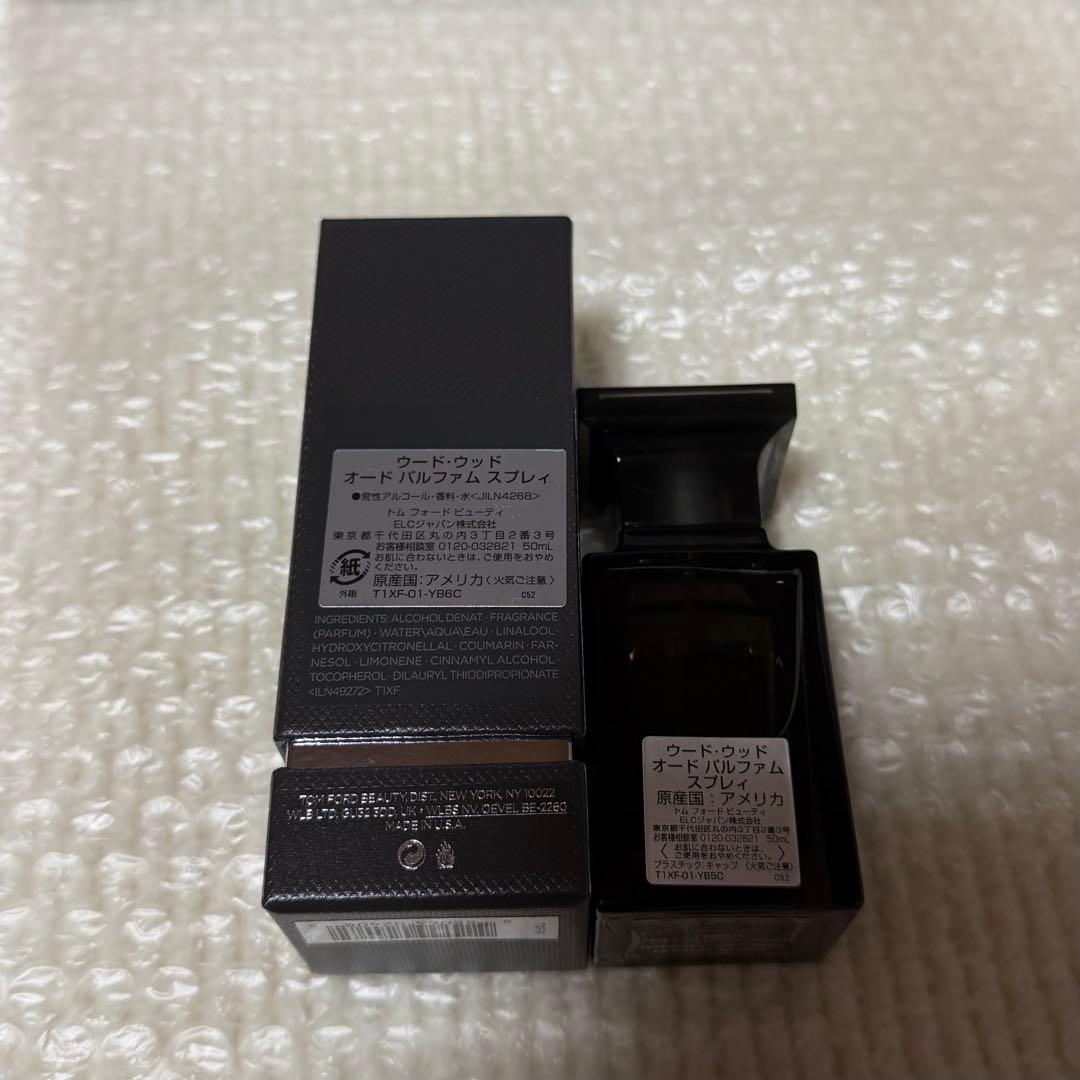 ウード・ウッド
オード パルファム スプレィ
●変性アルコール・香料・水<JILN4268>
トム フォード ビューティ
ELCジャパン株式会社
東京都千代田区丸の内3丁目2番3号
お客様相談室 0120-032821 50mL
お肌に合わないときは、ご使用をおやめ
ください。
紙
外箱
原産国：アメリカ〈火気ご注意〉
T1XF-01-YB6C C52
INGREDIENTS: ALCOHOL DENAT. · FRAGRANCE
(PARFUM) · WATER\AQUA\EAU · LINALOOL ·
HYDROXYCITRONELLAL · COUMARIN · FAR-
NESOL · LIMONENE · CINNAMYL ALCOHOL ·
TOCOPHEROL · DILAURYL THIODIPROPIONATE
<ILN49272> T1XF
TOM FORD BEAUTY, DIST., NEW YORK, NY 10022
WLB LTD, GU32 3DD, UK · WLBS NV, OEVEL BE-2260
MADE IN U.S.A.
ウード・ウッド
オード パルファム
スプレィ
原産国：アメリカ
トム フォード ビューティ
ELCジャパン株式会社
東京都千代田区丸の内3丁目2番3号
お客様相談室 0120-032821 50mL
〈お肌に合わないときは、
ご使用をおやめください。〉
プラスチック：キャップ 〈火気ご注意〉
T1XF-01-YB5C C52